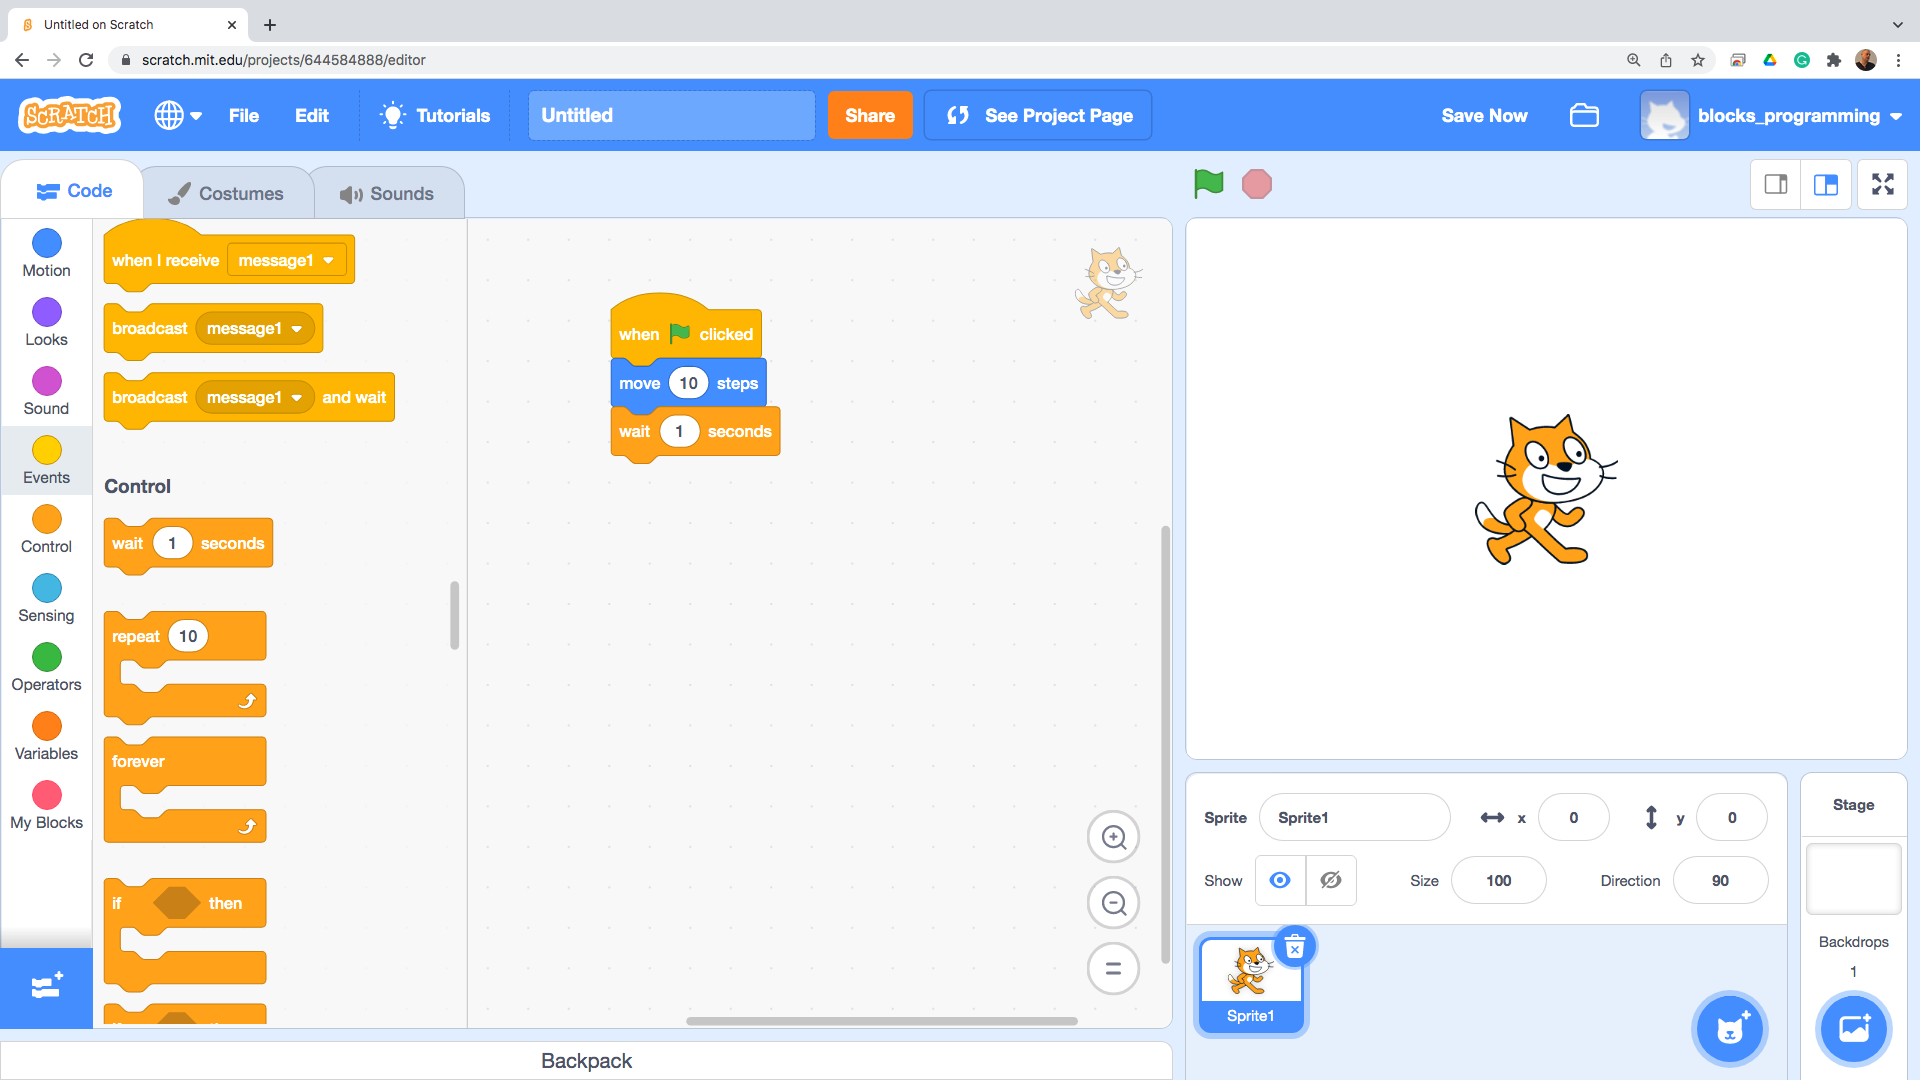 Untitled on Scratch
scratch.mit.edu/projects/644584888/editor
SCRATCH
File
Edit
Tutorials
Untitled
Share
See Project Page
Save Now
blocks_programming
Code
Costumes
Sounds
Motion
Looks
Sound
Events
Control
Sensing
Operators
Variables
My Blocks
when I receive message1
broadcast message1
broadcast message1 and wait
Control
wait 1 seconds
repeat 10
forever
if then
when clicked
move 10 steps
wait 1 seconds
Backpack
Sprite Sprite1 x 0 y 0
Show Size 100 Direction 90
Sprite1
Stage
Backdrops
1